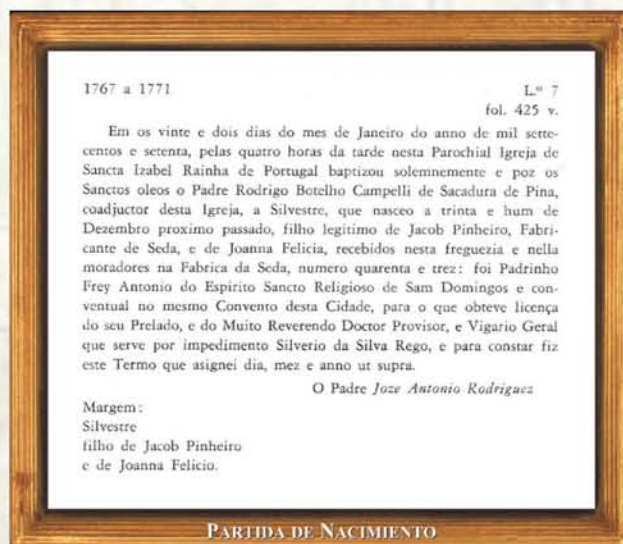 1767 a 1771 L.º 7
fol. 425 v.
Em os vinte e dois dias do mes de Janeiro do anno de mil sette-
centos e setenta, pelas quatro horas da tarde nesta Parochial Igreja de
Sancta Izabel Rainha de Portugal baptizou solemnemente e poz os
Sanctos oleos o Padre Rodrigo Botelho Campelli de Sacadura de Pina,
coadjuctor desta Igreja, a Silvestre, que nasceo a trinta e hum de
Dezembro proximo passado, filho legitimo de Jacob Pinheiro, Fabri-
cante de Seda, e de Joanna Felicia, recebidos nesta freguezia e nella
moradores na Fabrica da Seda, numero quarenta e trez: foi Padrinho
Frey Antonio do Espirito Sancto Religioso de Sam Domingos e con-
ventual no mesmo Convento desta Cidade, para o que obteve licença
do seu Prelado, e do Muito Reverendo Doctor Provisor, e Vigario Geral
que serve por impedimento Silverio da Silva Rego, e para constar fiz
este Termo que asignei dia, mez e anno ut supra.
O Padre Joze Antonio Rodriguez
Margem:
Silvestre
filho de Jacob Pinheiro
e de Joanna Felicio.
PARTIDA DE NACIMIENTO